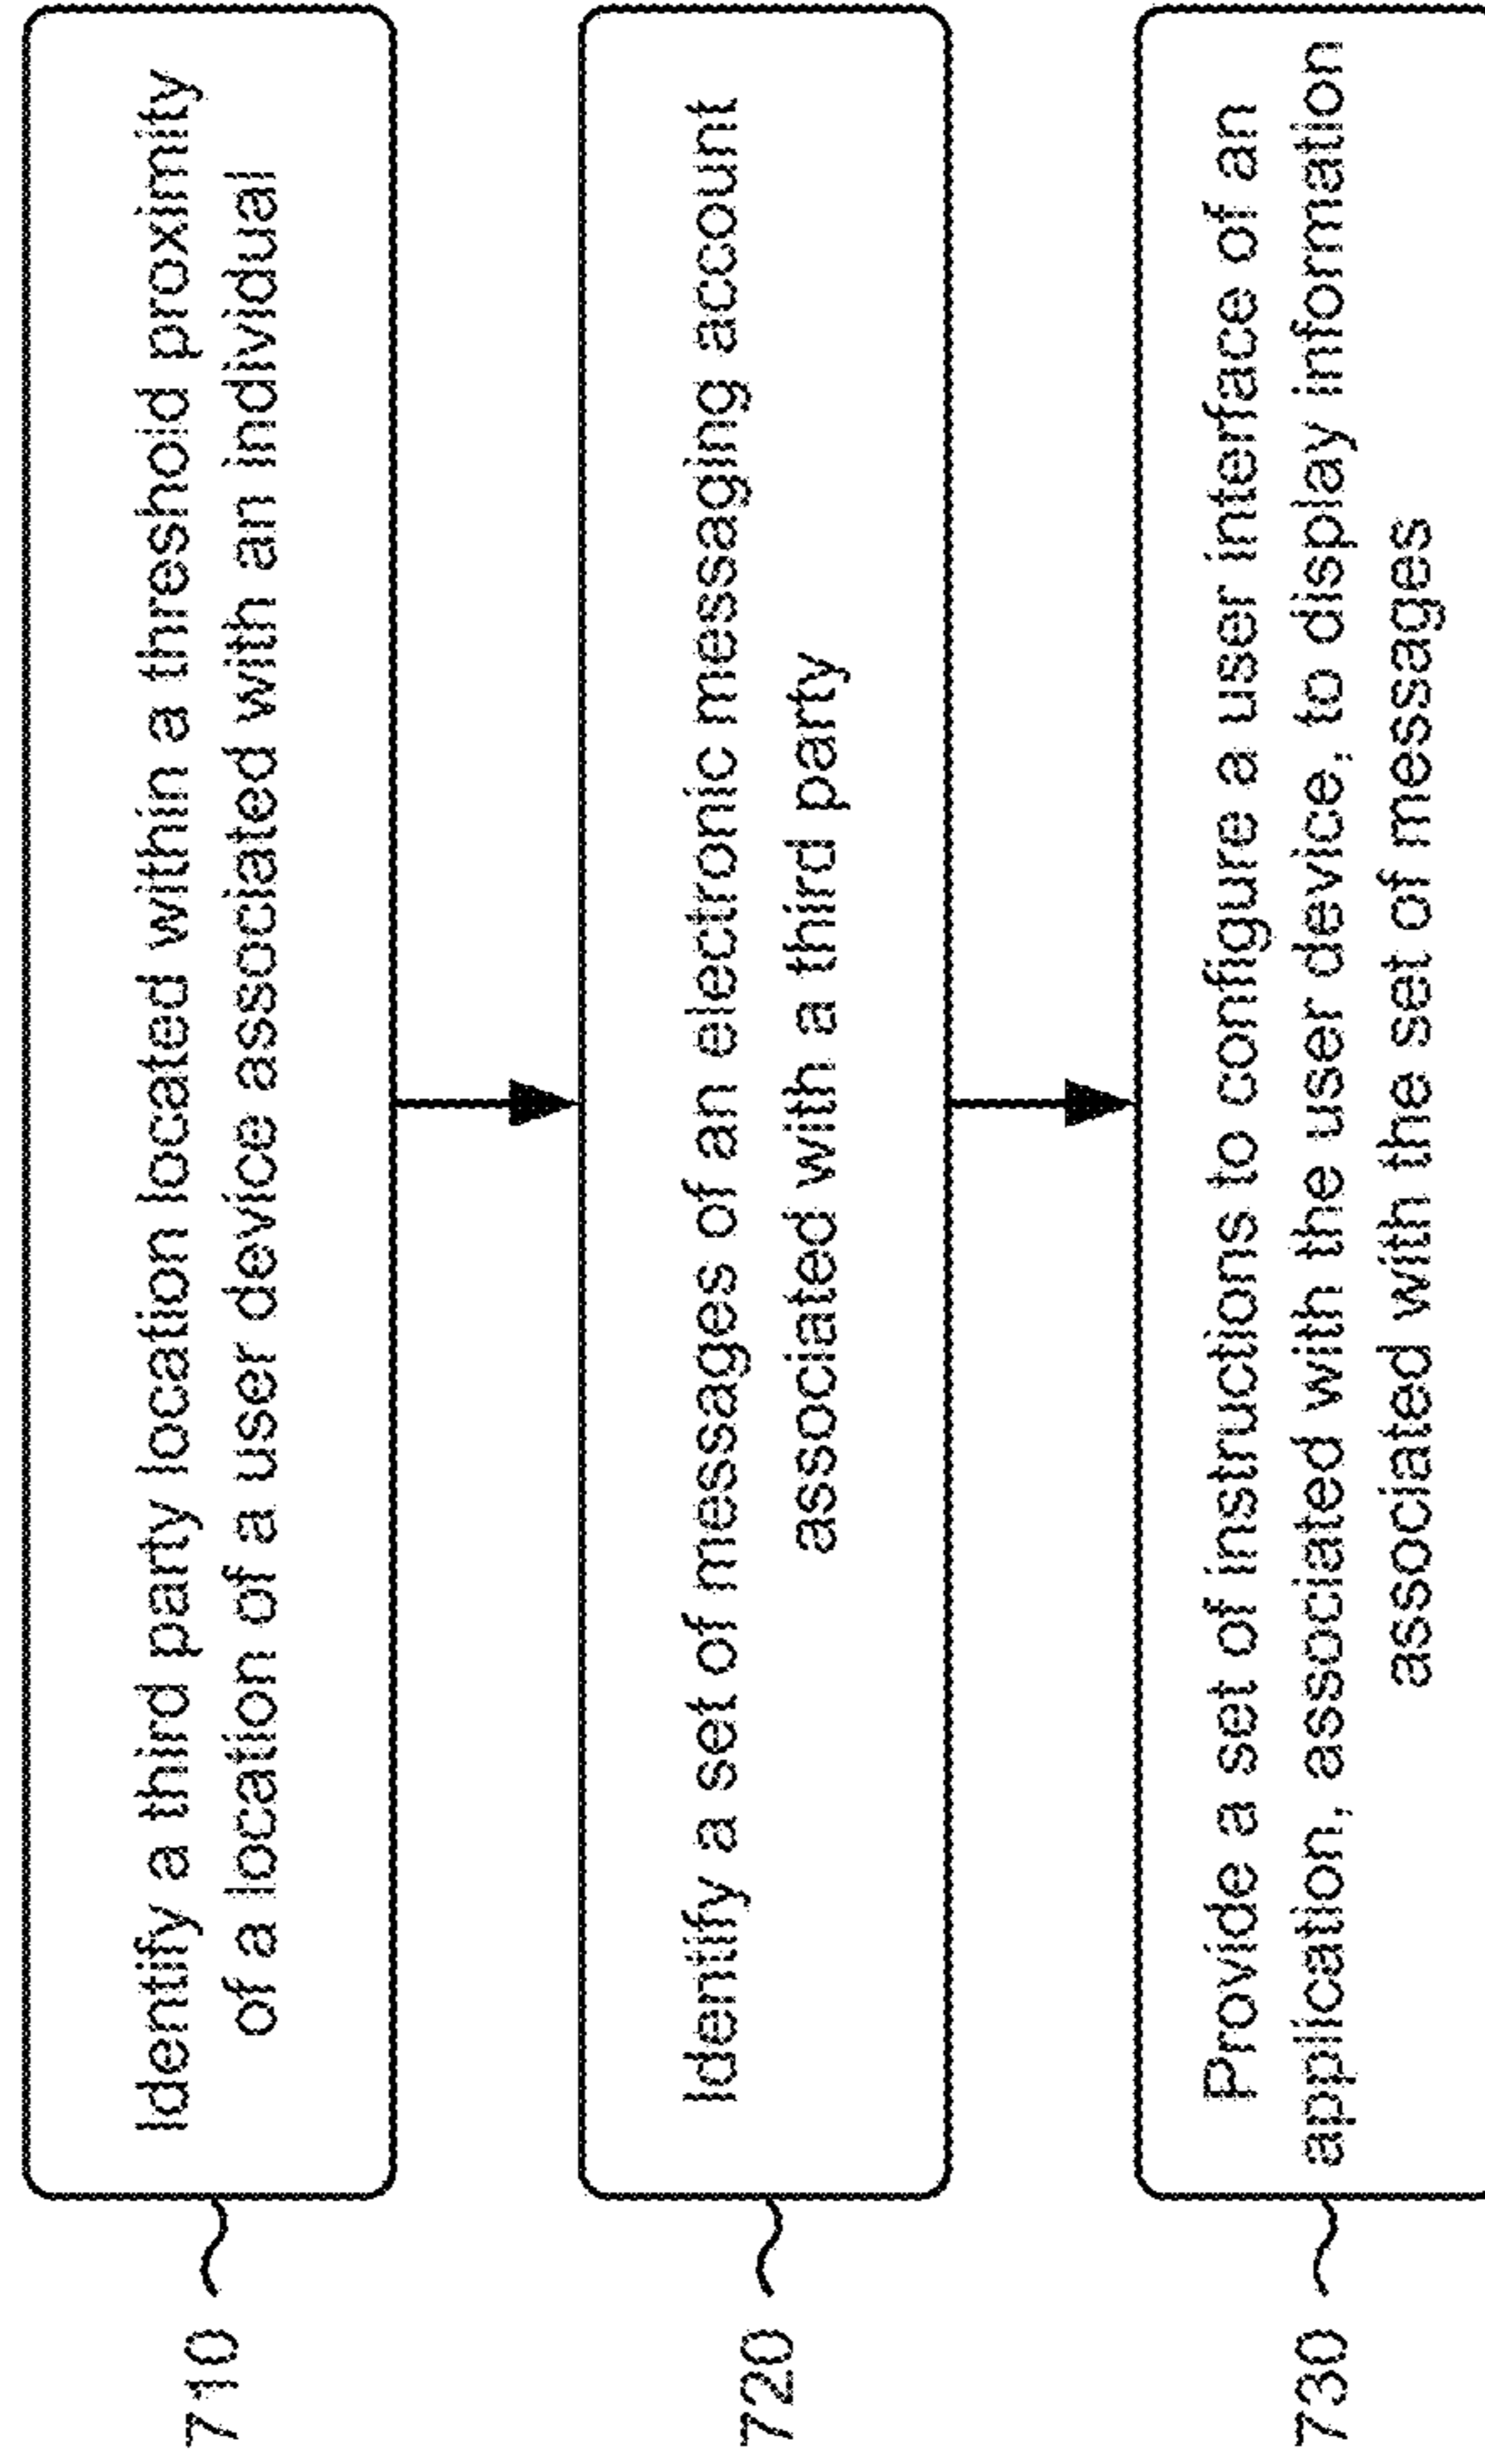 710
Identify a third party location located within a threshold proximity
of a location of a user device associated with an individual
720
Identify a set of messages of an electronic messaging account
associated with a third party
730
Provide a set of instructions to configure a user interface of an
application, associated with the user device, to display information
associated with the set of messages